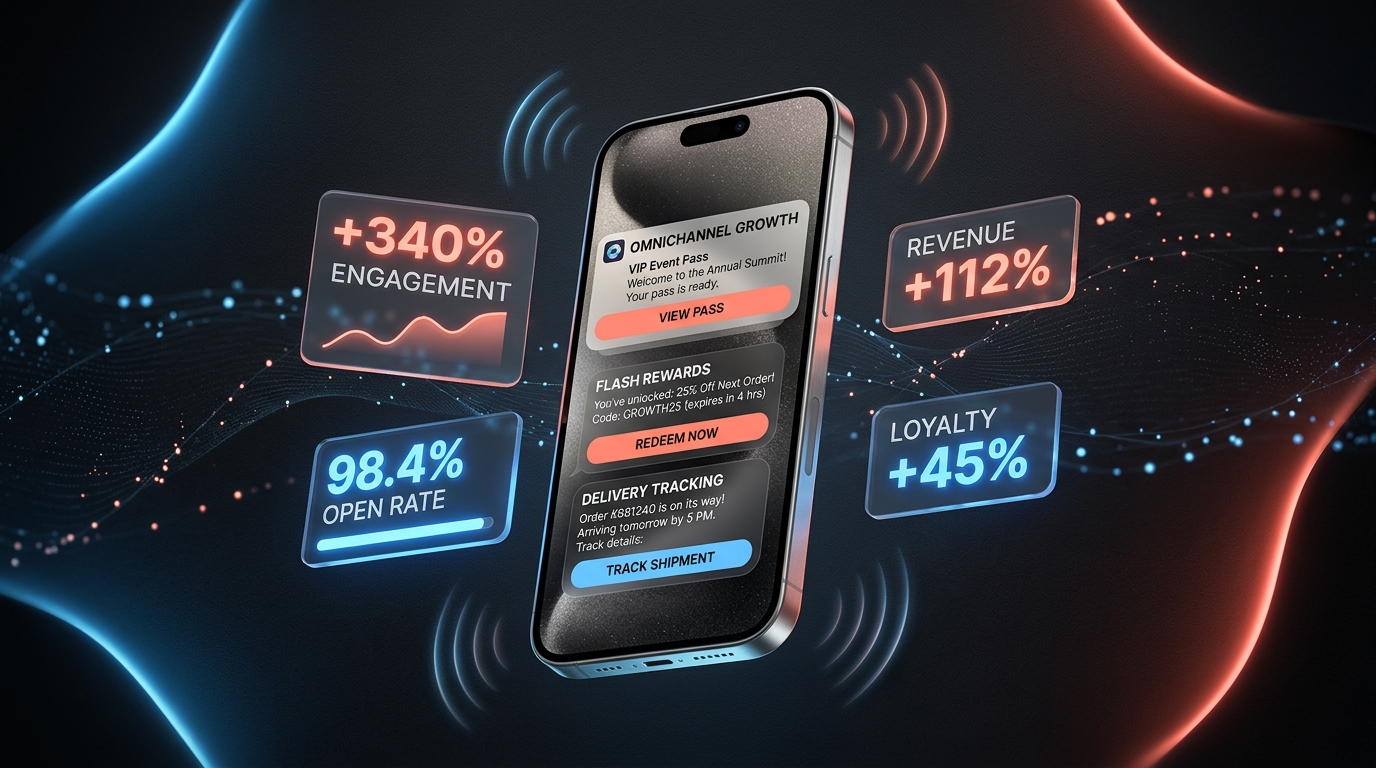 +340%
ENGAGEMENT
98.4%
OPEN RATE
OMNICHANNEL GROWTH
VIP Event Pass
Welcome to the Annual Summit!
Your pass is ready.
VIEW PASS
FLASH REWARDS
You've unlocked: 25% Off Next Order!
Code: GROWTH2S (expires in 4 hrs)
REDEEM NOW
DELIVERY TRACKING
Order K681240 is on its way!
Arriving tomorrow by 5 PM.
Track details:
TRACK SHIPMENT
REVENUE
+112%
LOYALTY
+45%